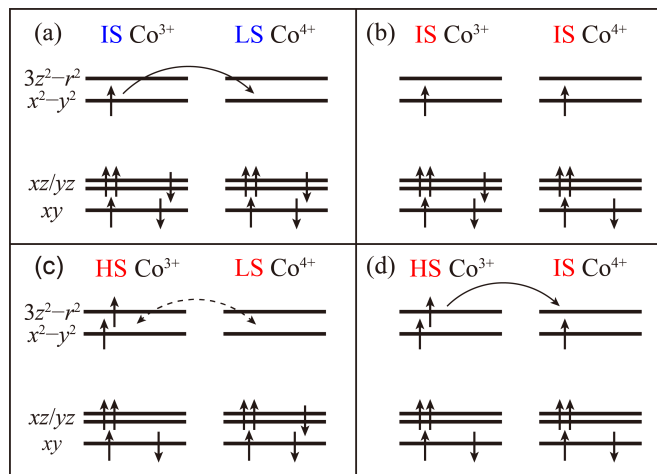 (a) IS Co³⁺ LS Co⁴⁺
3z²−r²
x²−y²
xz/yz
xy
(b) IS Co³⁺ IS Co⁴⁺
(c) HS Co³⁺ LS Co⁴⁺
3z²−r²
x²−y²
xz/yz
xy
(d) HS Co³⁺ IS Co⁴⁺